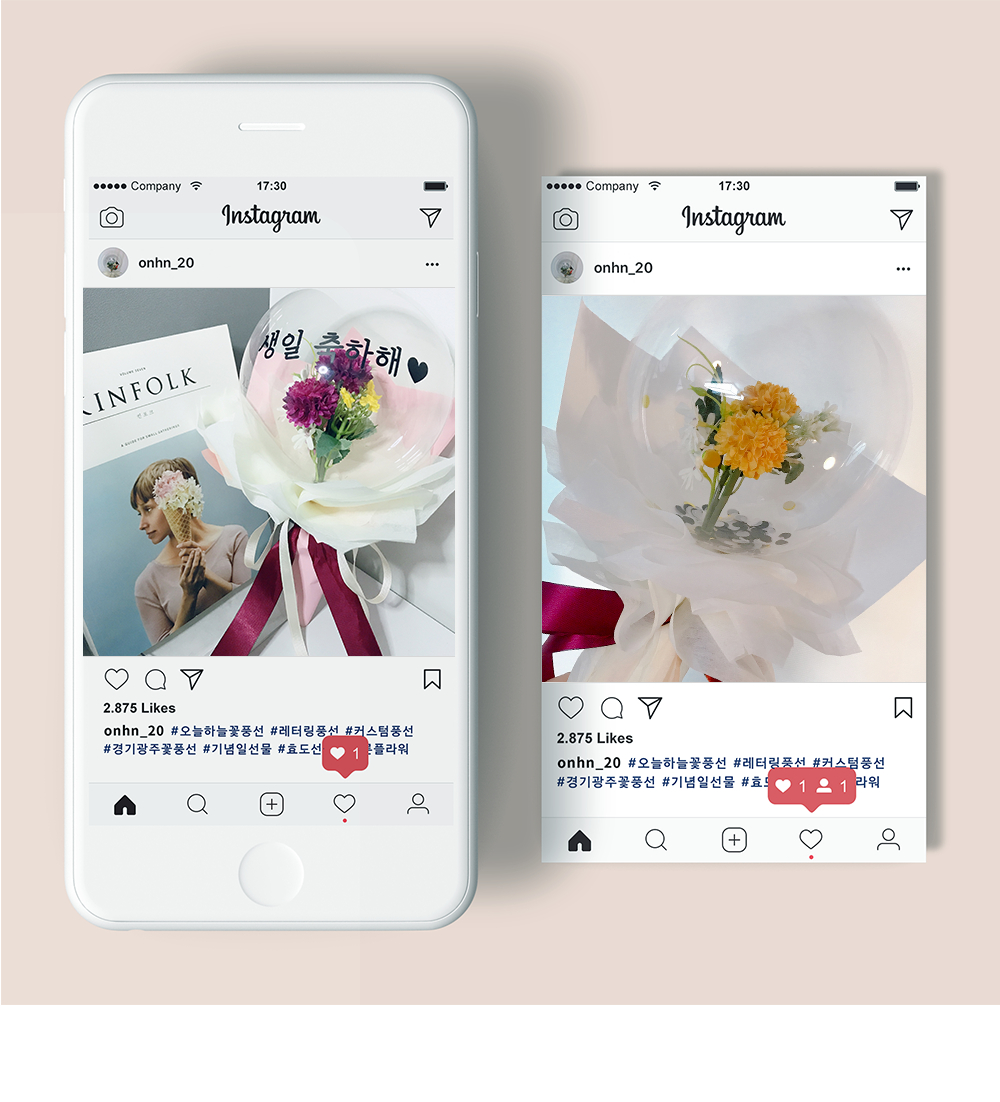 Company 17:30
Instagram
onhn_20
생일 축하해♥
VOLUME SEVEN
KINFOLK
킨포크
A GUIDE FOR SMALL GATHERINGS
2.875 Likes
onhn_20 #오늘하늘꽃풍선 #레터링풍선 #커스텀풍선
#경기광주꽃풍선 #기념일선물 #효도선 플라워
1
Company 17:30
Instagram
onhn_20
2.875 Likes
onhn_20 #오늘하늘꽃풍선 #레터링풍선 #커스텀풍선
#경기광주꽃풍선 #기념일선물 #효도 라워
1 1